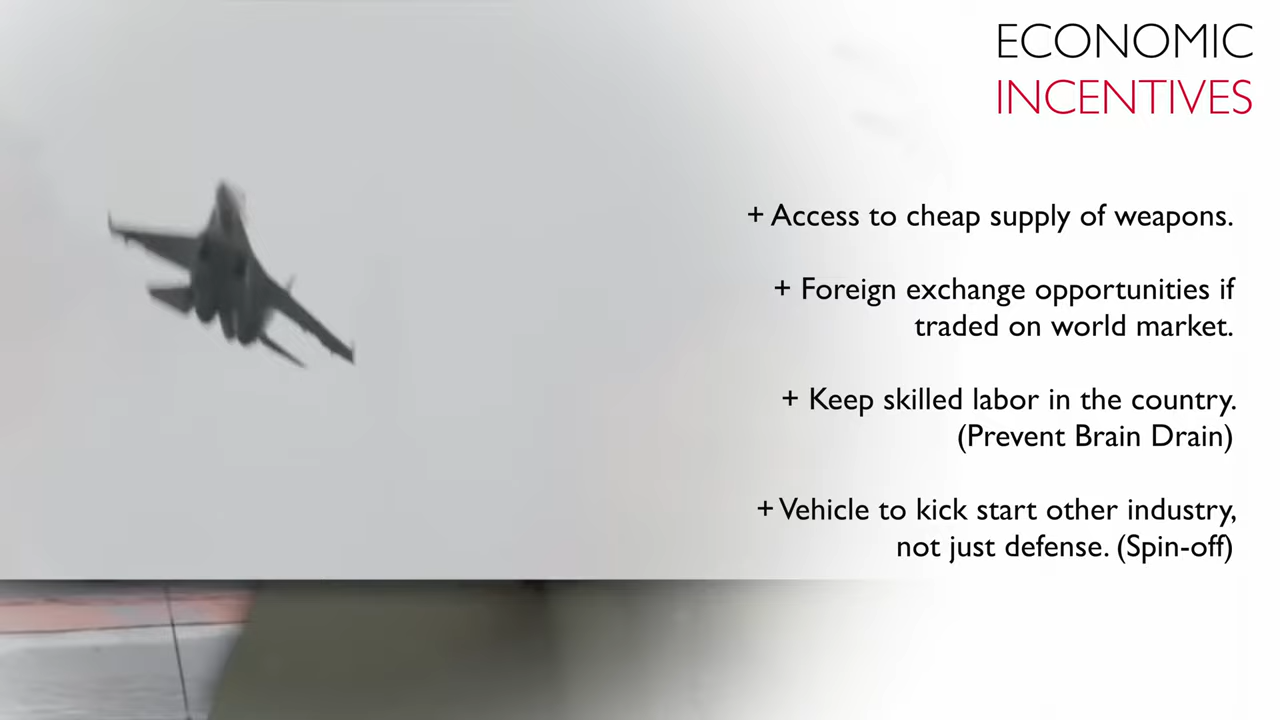 ECONOMIC
INCENTIVES
+ Access to cheap supply of weapons.
+ Foreign exchange opportunities if
traded on world market.
+ Keep skilled labor in the country.
(Prevent Brain Drain)
+ Vehicle to kick start other industry,
not just defense. (Spin-off)